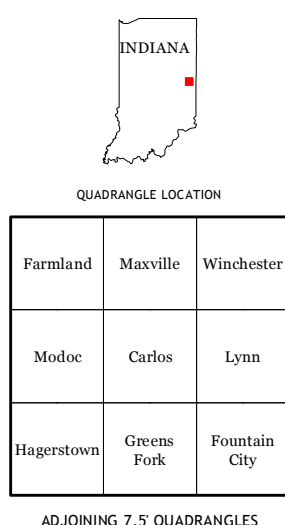 INDIANA
QUADRANGLE LOCATION
Farmland Maxville Winchester
Modoc Carlos Lynn
Hagerstown Greens Fork Fountain City
ADJOINING 7.5' QUADRANGLES